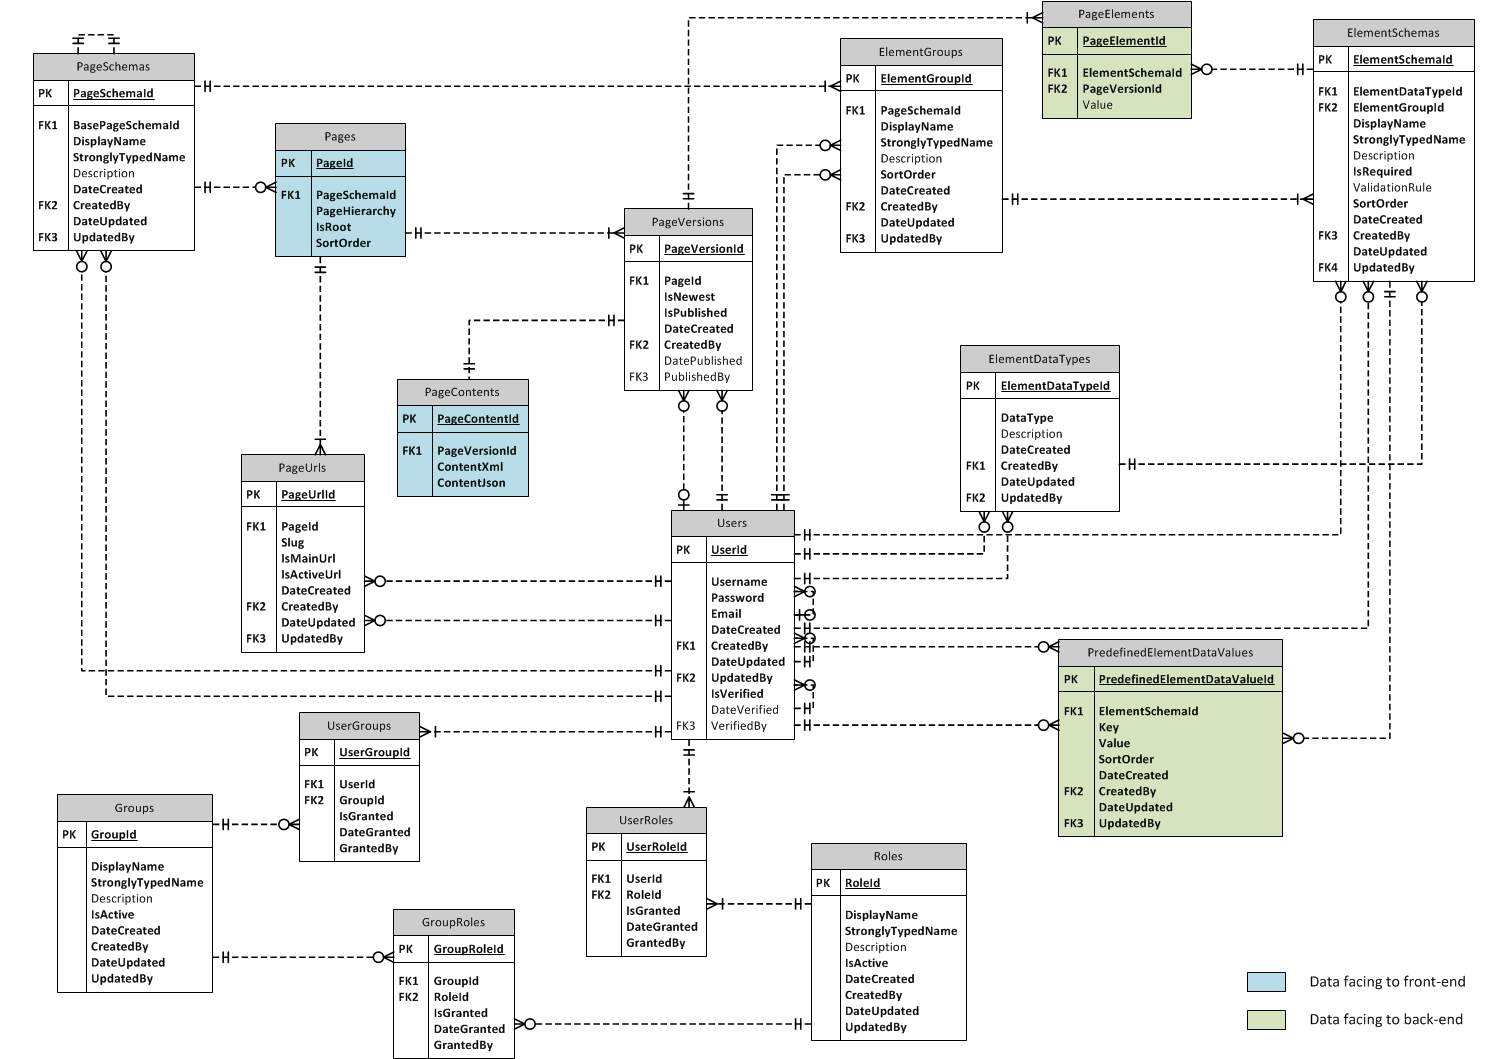 PageSchemas
PK PageSchemaId
FK1 BasePageSchemaId
DisplayName
StronglyTypedName
Description
DateCreated
FK2 CreatedBy
DateUpdated
FK3 UpdatedBy
Pages
PK PageId
FK1 PageSchemaId
PageHierarchy
IsRoot
SortOrder
PageVersions
PK PageVersionId
FK1 PageId
IsNewest
IsPublished
DateCreated
FK2 CreatedBy
DatePublished
FK3 PublishedBy
ElementGroups
PK ElementGroupId
FK1 PageSchemaId
DisplayName
StronglyTypedName
Description
SortOrder
DateCreated
FK2 CreatedBy
DateUpdated
FK3 UpdatedBy
PageElements
PK PageElementId
FK1 ElementSchemaId
FK2 PageVersionId
Value
ElementSchemas
PK ElementSchemaId
FK1 ElementDataTypeId
FK2 ElementGroupId
DisplayName
StronglyTypedName
Description
IsRequired
ValidationRule
SortOrder
DateCreated
FK3 CreatedBy
DateUpdated
FK4 UpdatedBy
PageContents
PK PageContentId
FK1 PageVersionId
ContentXml
ContentJson
ElementDataTypes
PK ElementDataTypeId
DataType
Description
DateCreated
FK1 CreatedBy
DateUpdated
FK2 UpdatedBy
PageUrls
PK PageUrlId
FK1 PageId
Slug
IsMainUrl
IsActiveUrl
DateCreated
FK2 CreatedBy
DateUpdated
FK3 UpdatedBy
Users
PK UserId
Username
Password
Email
DateCreated
FK1 CreatedBy
DateUpdated
FK2 UpdatedBy
IsVerified
DateVerified
FK3 VerifiedBy
PredefinedElementDataValues
PK PredefinedElementDataValueId
FK1 ElementSchemaId
Key
Value
SortOrder
DateCreated
FK2 CreatedBy
DateUpdated
FK3 UpdatedBy
UserGroups
PK UserGroupId
FK1 UserId
FK2 GroupId
IsGranted
DateGranted
GrantedBy
Groups
PK GroupId
DisplayName
StronglyTypedName
Description
IsActive
DateCreated
CreatedBy
DateUpdated
UpdatedBy
UserRoles
PK UserRoleId
FK1 UserId
FK2 RoleId
IsGranted
DateGranted
GrantedBy
Roles
PK RoleId
DisplayName
StronglyTypedName
Description
IsActive
DateCreated
CreatedBy
DateUpdated
UpdatedBy
GroupRoles
PK GroupRoleId
FK1 GroupId
FK2 RoleId
IsGranted
DateGranted
GrantedBy
Data facing to front-end
Data facing to back-end